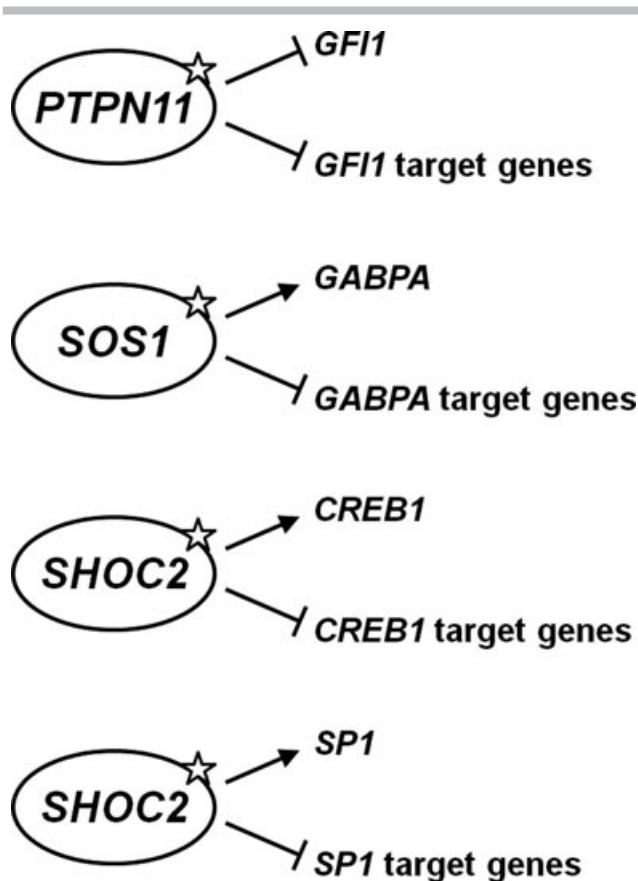 PTPN11
GFI1
GFI1 target genes
SOS1
GABPA
GABPA target genes
SHOC2
CREB1
CREB1 target genes
SHOC2
SP1
SP1 target genes